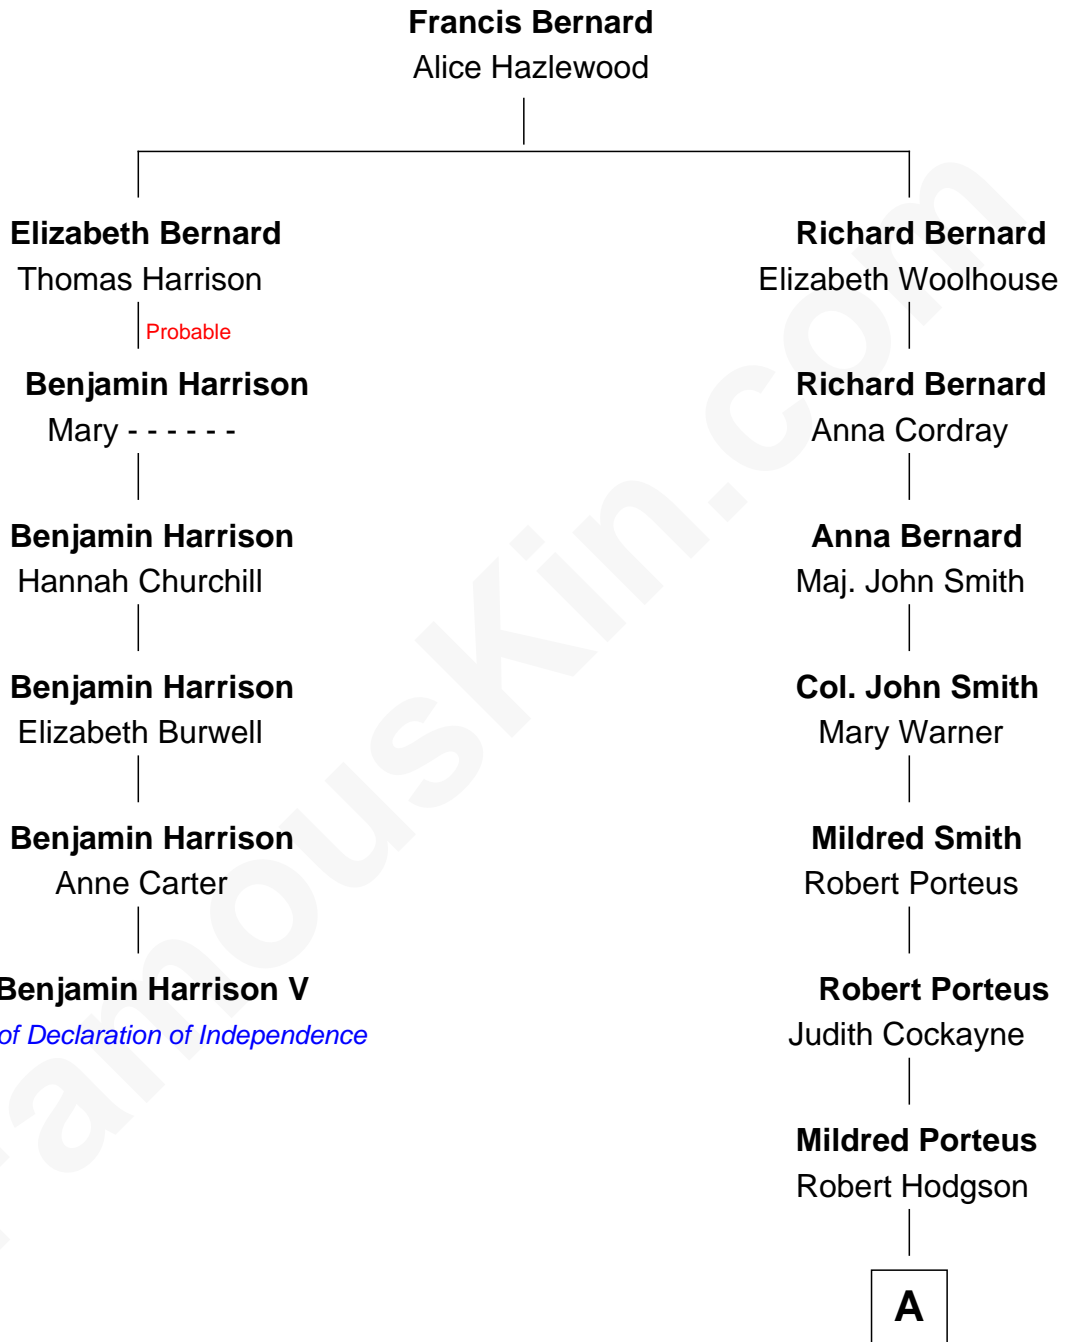 Francis Bernard
Alice Hazlewood
Elizabeth Bernard
Thomas Harrison
Richard Bernard
Elizabeth Woolhouse
Probable
Benjamin Harrison
Mary - - - - - -
Richard Bernard
Anna Cordray
Benjamin Harrison
Hannah Churchill
Anna Bernard
Maj. John Smith
Benjamin Harrison
Elizabeth Burwell
Col. John Smith
Mary Warner
Benjamin Harrison
Anne Carter
Mildred Smith
Robert Porteus
Benjamin Harrison V
of Declaration of Independence
Robert Porteus
Judith Cockayne
Mildred Porteus
Robert Hodgson
A
FamousKin.com